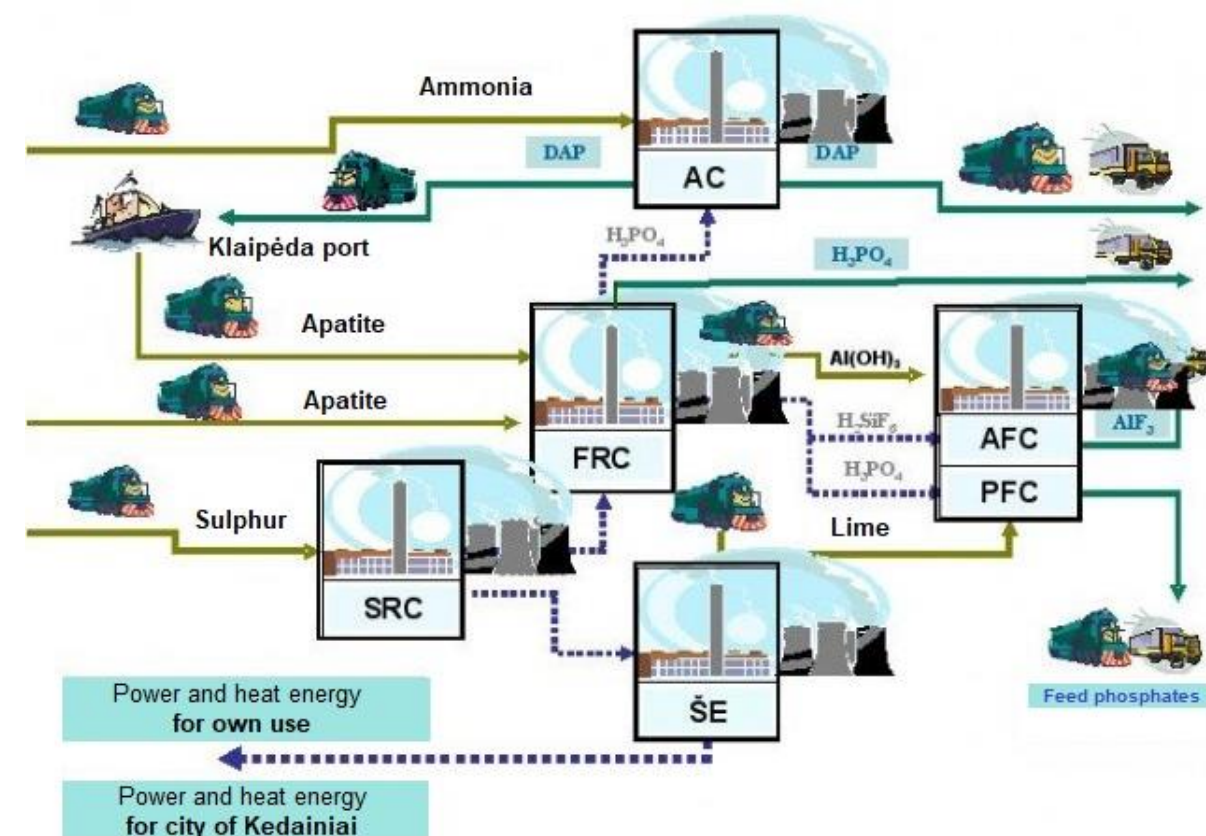 Ammonia
DAP
DAP
AC
Klaipėda port
H₃PO₄
H₃PO₄
Apatite
Al(OH)₃
Apatite
H₂SiF₆
AFC
AlF₃
FRC
H₃PO₄
PFC
Sulphur
Lime
SRC
Power and heat energy
for own use
ŠE
Feed phosphates
Power and heat energy
for city of Kedainiai